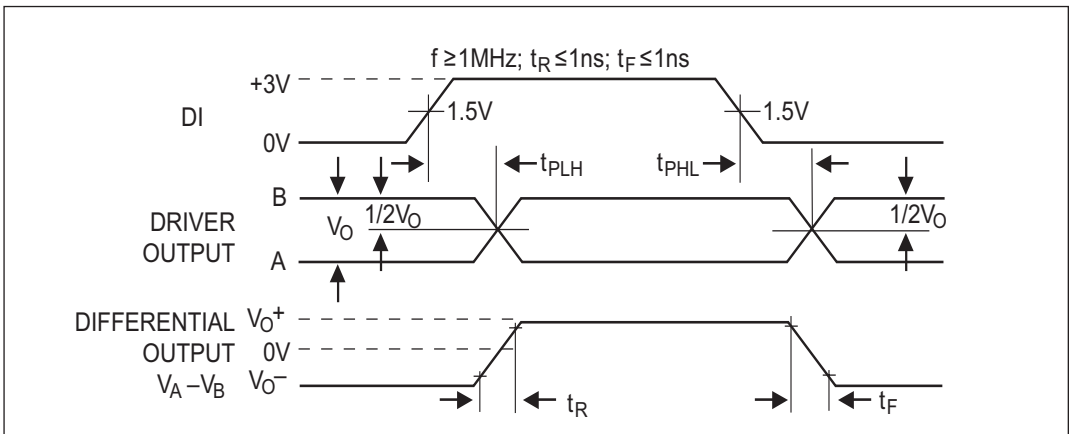 f ≥1MHz; tR ≤1ns; tF ≤1ns
+3V
DI
1.5V
1.5V
0V
tPLH
tPHL
B
DRIVER
OUTPUT
VO
1/2VO
1/2VO
A
DIFFERENTIAL
OUTPUT
VA –VB
VO+
0V
VO–
tR
tF